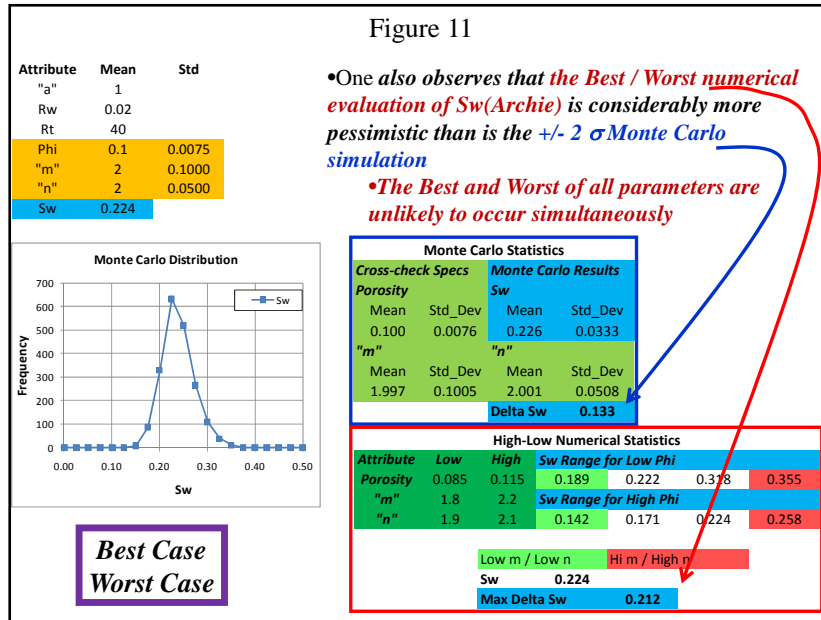 Figure 11
Attribute Mean Std
"a" 1
Rw 0.02
Rt 40
Phi 0.1 0.0075
"m" 2 0.1000
"n" 2 0.0500
Sw 0.224
•One also observes that the Best / Worst numerical
evaluation of Sw(Archie) is considerably more
pessimistic than is the +/- 2 σ Monte Carlo
simulation
•The Best and Worst of all parameters are
unlikely to occur simultaneously
Monte Carlo Distribution
Sw
700
600
500
400
300
200
100
0
Frequency
0.00 0.10 0.20 0.30 0.40 0.50
Sw
Best Case
Worst Case
Monte Carlo Statistics
Cross-check Specs Monte Carlo Results
Porosity Sw
Mean Std_Dev Mean Std_Dev
0.100 0.0076 0.226 0.0333
"m" "n"
Mean Std_Dev Mean Std_Dev
1.997 0.1005 2.001 0.0508
Delta Sw 0.133
High-Low Numerical Statistics
Attribute Low High Sw Range for Low Phi
Porosity 0.085 0.115 0.189 0.222 0.318 0.355
"m" 1.8 2.2 Sw Range for High Phi
"n" 1.9 2.1 0.142 0.171 0.224 0.258
Low m / Low n Hi m / High n
Sw 0.224
Max Delta Sw 0.212